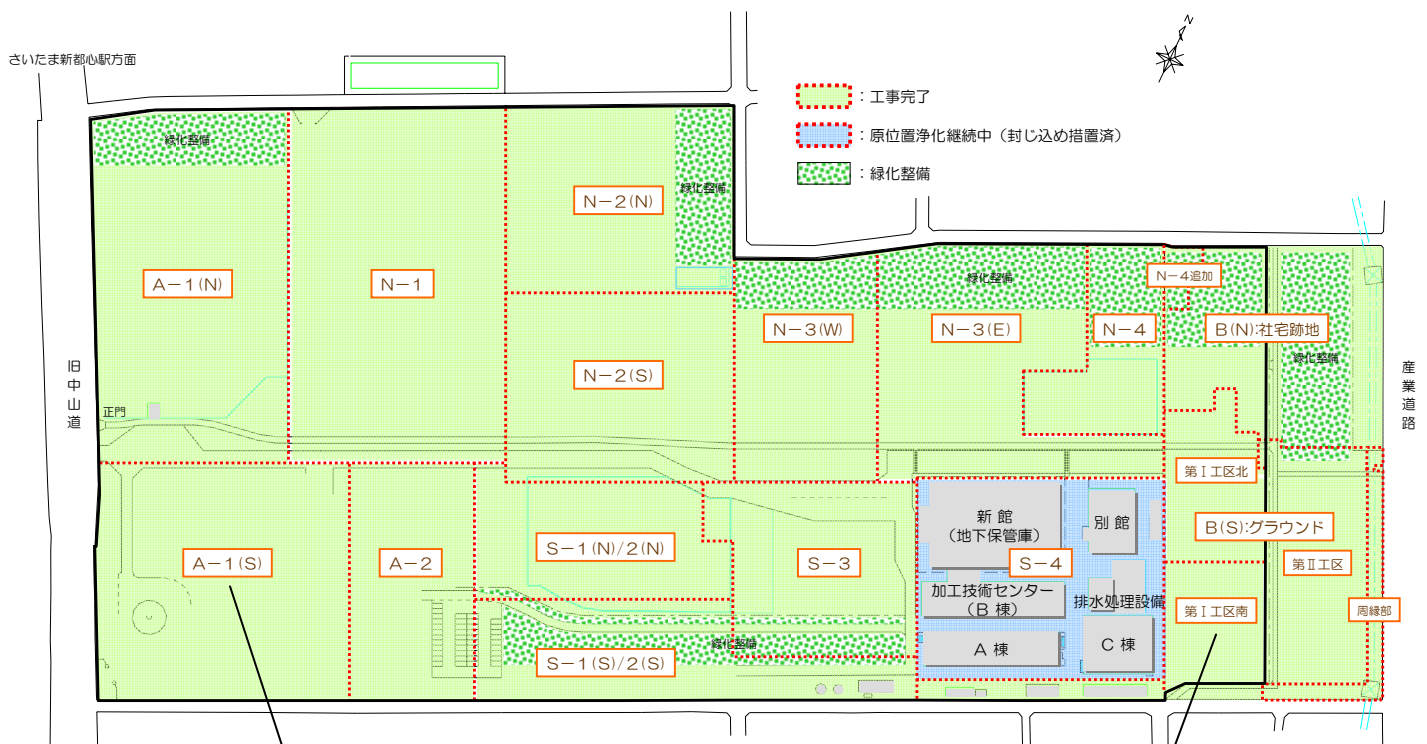 さいたま新都心駅方面
N
：工事完了
：原位置浄化継続中（封じ込め措置済）
：緑化整備
緑化整備
緑化整備
N－2(N)
A－1(N)
N－1
N－3(W)
緑化整備
N－3(E)
N－4
N－4追加
B(N):社宅跡地
緑化整備
N－2(S)
旧中山道
産業道路
正門
第Ⅰ工区北
B(S):グラウンド
第Ⅱ工区
新 館
（地下保管庫）
別 館
S－4
A－1(S)
A－2
S－1(N)/2(N)
S－3
加工技術センター
（B 棟）
排水処理設備
第Ⅰ工区南
周縁部
緑化整備
S－1(S)/2(S)
A 棟
C 棟